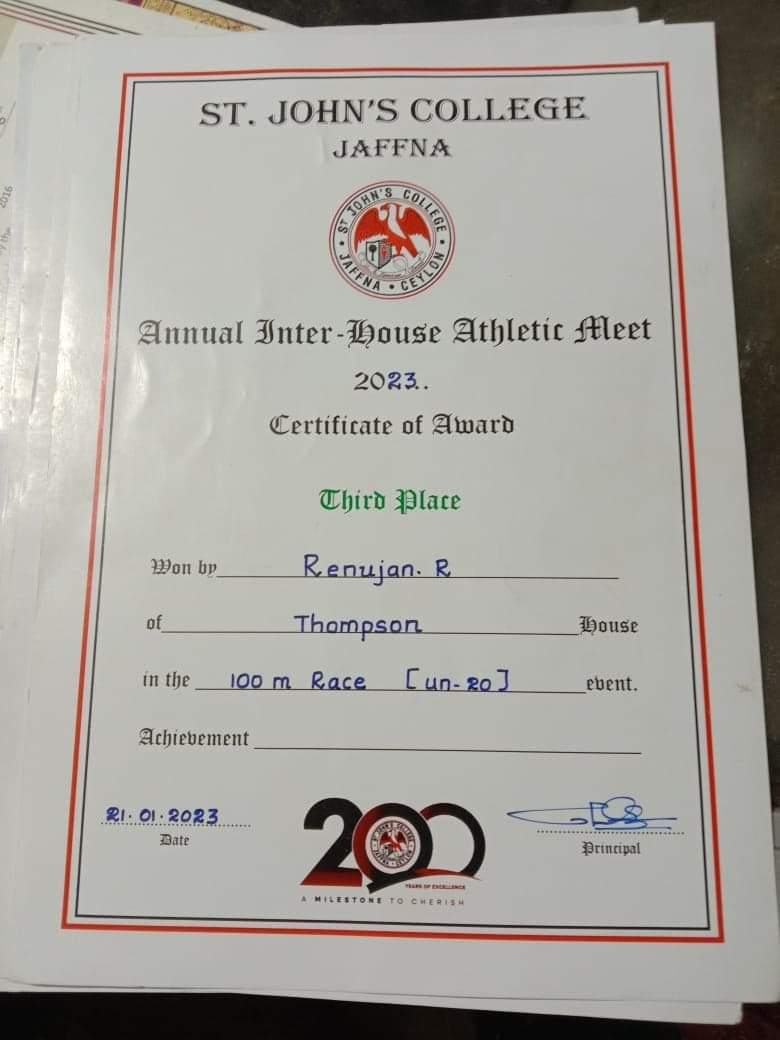 ST. JOHN'S COLLEGE
JAFFNA
ST JOHN'S COLLEGE
JAFFNA • CEYLON
Annual Inter-House Athletic Meet
2023..
Certificate of Award
Third Place
Won by Renujan. R
of Thompson House
in the 100 m Race [un-20] event.
Achievement
21.01.2023
Date
Principal
200
YEARS OF EXCELLENCE
A MILESTONE TO CHERISH
2016